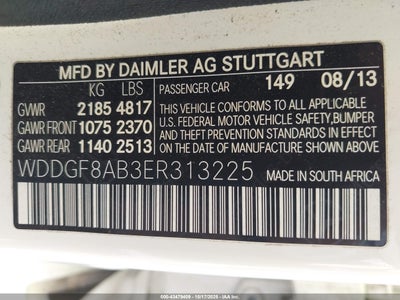 MFD BY DAIMLER AG STUTTGART
KG LBS PASSENGER CAR 149 08/13
GVWR 2185 4817 THIS VEHICLE CONFORMS TO ALL APPLICABLE
GAWR FRONT 1075 2370 U.S. FEDERAL MOTOR VEHICLE SAFETY, BUMPER
GAWR REAR 1140 2513 AND THEFT PREVENTION STANDARDS IN EFFECT
ON THE DATE OF MANUFACTURE SHOWN ABOVE.
WDDGF8AB3ER313225 MADE IN SOUTH AFRICA